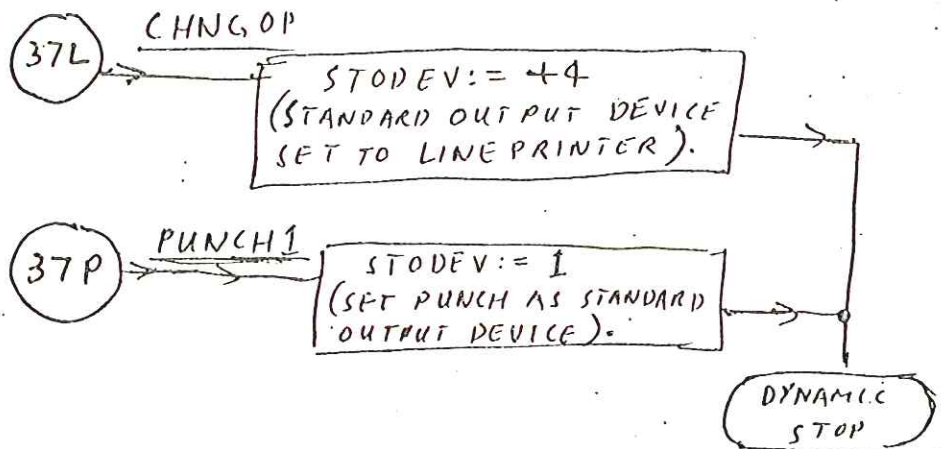 CHNGOP
37L
STODEV:= +4
(STANDARD OUTPUT DEVICE
SET TO LINEPRINTER).
PUNCH1
37P
STODEV:= 1
(SET PUNCH AS STANDARD
OUTPUT DEVICE).
DYNAMIC
STOP